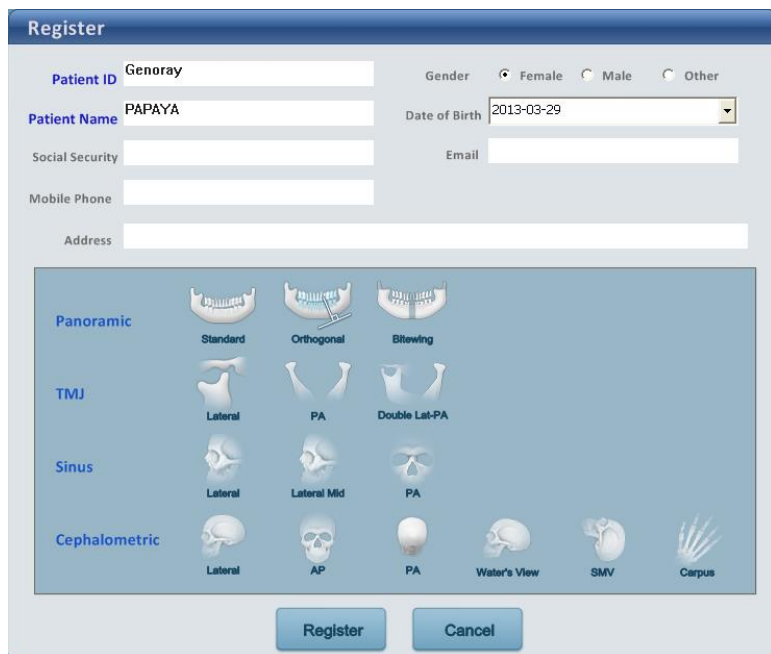 Register
Patient ID Genoray Gender Female Male Other
Patient Name PAPAYA Date of Birth 2013-03-29
Social Security Email
Mobile Phone
Address
Panoramic
Standard Orthogonal Bitewing
TMJ
Lateral PA Double Lat-PA
Sinus
Lateral Lateral Mid PA
Cephalometric
Lateral AP PA Water's View SMV Carpus
Register Cancel